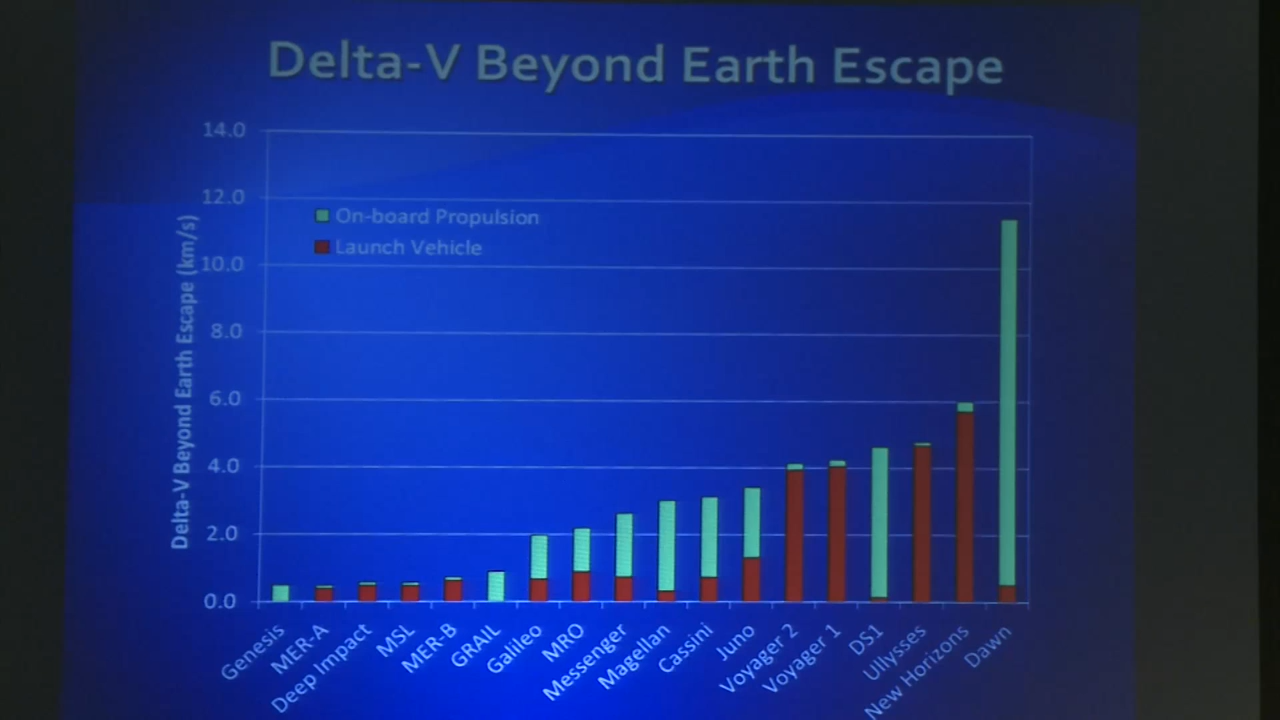 Delta-V Beyond Earth Escape
14.0
12.0
10.0
8.0
6.0
4.0
2.0
0.0
Delta-V Beyond Earth Escape (km/s)
On-board Propulsion
Launch Vehicle
Genesis
MER-A
Deep Impact
MSL
MER-B
GRAIL
Galileo
MRO
Messenger
Magellan
Cassini
Juno
Voyager 2
Voyager 1
DS1
Ullysses
New Horizons
Dawn